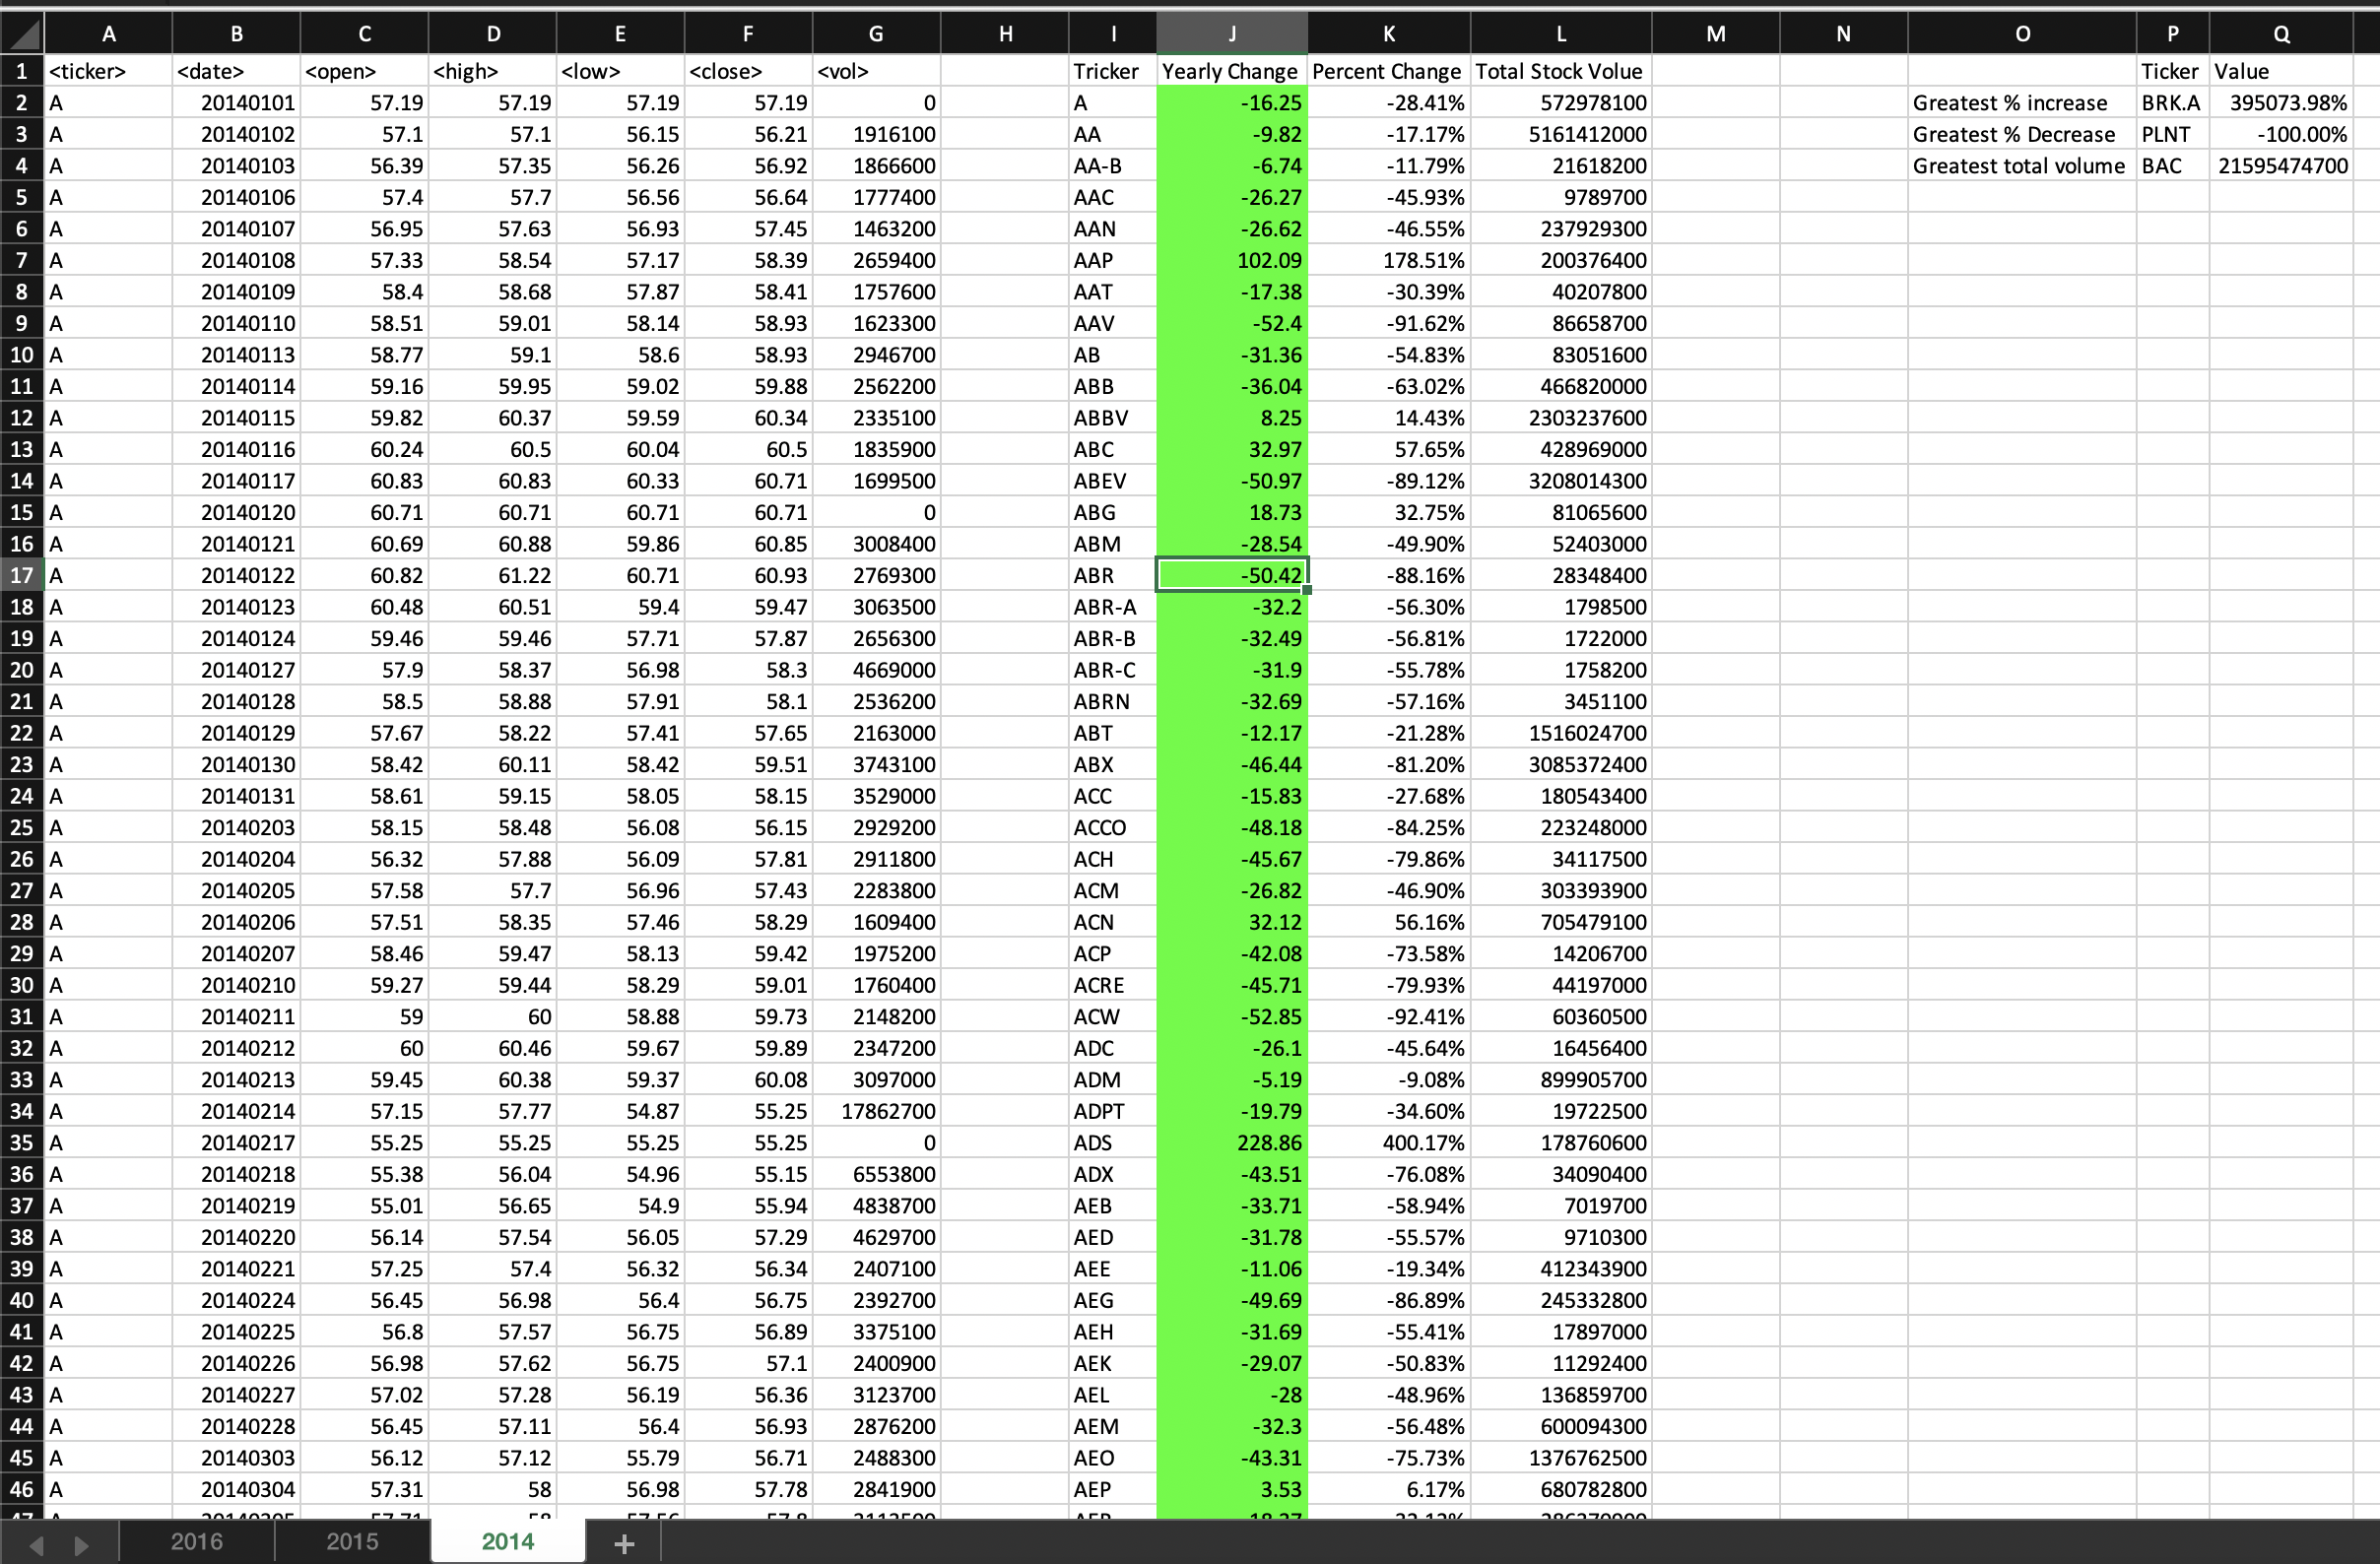 A B C D E F G H I J K L M N O P Q
1 <ticker> <date> <open> <high> <low> <close> <vol> Tricker Yearly Change Percent Change Total Stock Volue Ticker Value
2 A 20140101 57.19 57.19 57.19 57.19 0 A -16.25 -28.41% 572978100 Greatest % increase BRK.A 395073.98%
3 A 20140102 57.1 57.1 56.15 56.21 1916100 AA -9.82 -17.17% 5161412000 Greatest % Decrease PLNT -100.00%
4 A 20140103 56.39 57.35 56.26 56.92 1866600 AA-B -6.74 -11.79% 21618200 Greatest total volume BAC 21595474700
5 A 20140106 57.4 57.7 56.56 56.64 1777400 AAC -26.27 -45.93% 9789700
6 A 20140107 56.95 57.63 56.93 57.45 1463200 AAN -26.62 -46.55% 237929300
7 A 20140108 57.33 58.54 57.17 58.39 2659400 AAP 102.09 178.51% 200376400
8 A 20140109 58.4 58.68 57.87 58.41 1757600 AAT -17.38 -30.39% 40207800
9 A 20140110 58.51 59.01 58.14 58.93 1623300 AAV -52.4 -91.62% 86658700
10 A 20140113 58.77 59.1 58.6 58.93 2946700 AB -31.36 -54.83% 83051600
11 A 20140114 59.16 59.95 59.02 59.88 2562200 ABB -36.04 -63.02% 466820000
12 A 20140115 59.82 60.37 59.59 60.34 2335100 ABBV 8.25 14.43% 2303237600
13 A 20140116 60.24 60.5 60.04 60.5 1835900 ABC 32.97 57.65% 428969000
14 A 20140117 60.83 60.83 60.33 60.71 1699500 ABEV -50.97 -89.12% 3208014300
15 A 20140120 60.71 60.71 60.71 60.71 0 ABG 18.73 32.75% 81065600
16 A 20140121 60.69 60.88 59.86 60.85 3008400 ABM -28.54 -49.90% 52403000
17 A 20140122 60.82 61.22 60.71 60.93 2769300 ABR -50.42 -88.16% 28348400
18 A 20140123 60.48 60.51 59.4 59.47 3063500 ABR-A -32.2 -56.30% 1798500
19 A 20140124 59.46 59.46 57.71 57.87 2656300 ABR-B -32.49 -56.81% 1722000
20 A 20140127 57.9 58.37 56.98 58.3 4669000 ABR-C -31.9 -55.78% 1758200
21 A 20140128 58.5 58.88 57.91 58.1 2536200 ABRN -32.69 -57.16% 3451100
22 A 20140129 57.67 58.22 57.41 57.65 2163000 ABT -12.17 -21.28% 1516024700
23 A 20140130 58.42 60.11 58.42 59.51 3743100 ABX -46.44 -81.20% 3085372400
24 A 20140131 58.61 59.15 58.05 58.15 3529000 ACC -15.83 -27.68% 180543400
25 A 20140203 58.15 58.48 56.08 56.15 2929200 ACCO -48.18 -84.25% 223248000
26 A 20140204 56.32 57.88 56.09 57.81 2911800 ACH -45.67 -79.86% 34117500
27 A 20140205 57.58 57.7 56.96 57.43 2283800 ACM -26.82 -46.90% 303393900
28 A 20140206 57.51 58.35 57.46 58.29 1609400 ACN 32.12 56.16% 705479100
29 A 20140207 58.46 59.47 58.13 59.42 1975200 ACP -42.08 -73.58% 14206700
30 A 20140210 59.27 59.44 58.29 59.01 1760400 ACRE -45.71 -79.93% 44197000
31 A 20140211 59 60 58.88 59.73 2148200 ACW -52.85 -92.41% 60360500
32 A 20140212 60 60.46 59.67 59.89 2347200 ADC -26.1 -45.64% 16456400
33 A 20140213 59.45 60.38 59.37 60.08 3097000 ADM -5.19 -9.08% 899905700
34 A 20140214 57.15 57.77 54.87 55.25 17862700 ADPT -19.79 -34.60% 19722500
35 A 20140217 55.25 55.25 55.25 55.25 0 ADS 228.86 400.17% 178760600
36 A 20140218 55.38 56.04 54.96 55.15 6553800 ADX -43.51 -76.08% 34090400
37 A 20140219 55.01 56.65 54.9 55.94 4838700 AEB -33.71 -58.94% 7019700
38 A 20140220 56.14 57.54 56.05 57.29 4629700 AED -31.78 -55.57% 9710300
39 A 20140221 57.25 57.4 56.32 56.34 2407100 AEE -11.06 -19.34% 412343900
40 A 20140224 56.45 56.98 56.4 56.75 2392700 AEG -49.69 -86.89% 245332800
41 A 20140225 56.8 57.57 56.75 56.89 3375100 AEH -31.69 -55.41% 17897000
42 A 20140226 56.98 57.62 56.75 57.1 2400900 AEK -29.07 -50.83% 11292400
43 A 20140227 57.02 57.28 56.19 56.36 3123700 AEL -28 -48.96% 136859700
44 A 20140228 56.45 57.11 56.4 56.93 2876200 AEM -32.3 -56.48% 600094300
45 A 20140303 56.12 57.12 55.79 56.71 2488300 AEO -43.31 -75.73% 1376762500
46 A 20140304 57.31 58 56.98 57.78 2841900 AEP 3.53 6.17% 680782800
2016 2015 2014 +